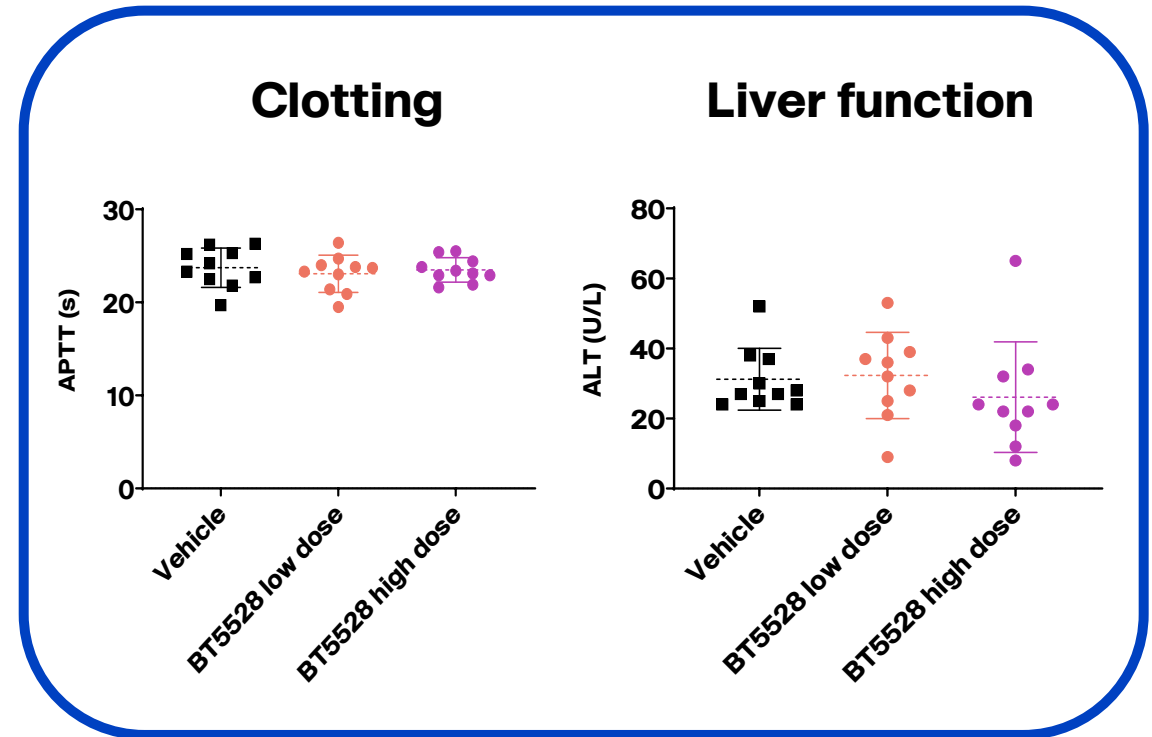 Clotting
APTT (s)
30
20
10
0
Vehicle
BT5528 low dose
BT5528 high dose
Liver function
ALT (U/L)
80
60
40
20
0
Vehicle
BT5528 low dose
BT5528 high dose